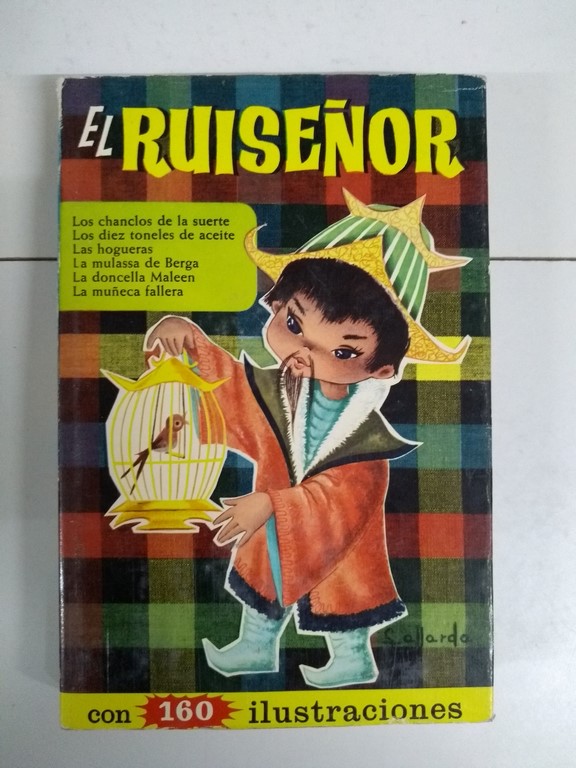 EL RUISEÑOR
Los chanclos de la suerte
Los diez toneles de aceite
Las hogueras
La mulassa de Berga
La doncella Maleen
La muñeca fallera
S. allardo
con 160 ilustraciones